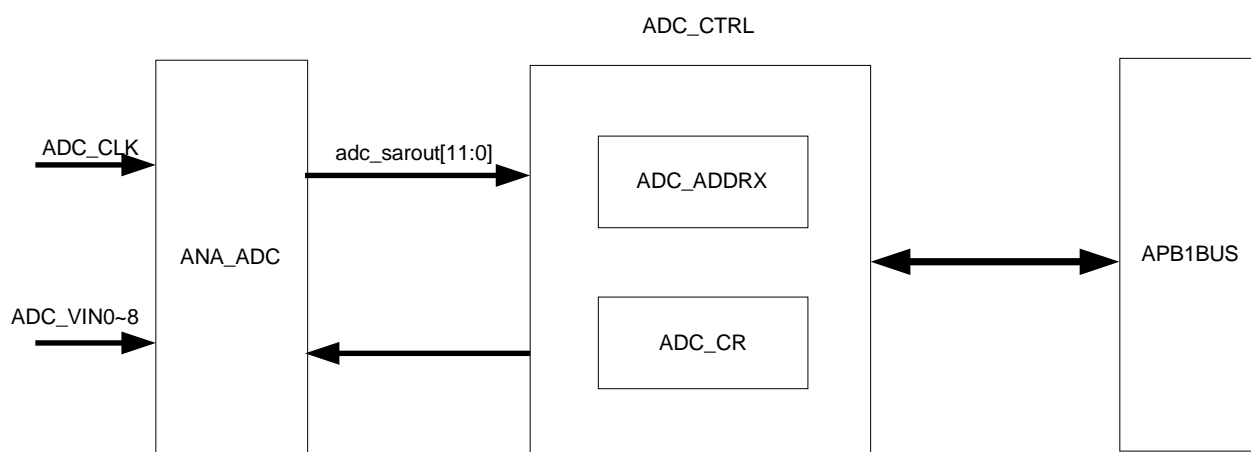 ADC_CTRL
ADC_CLK
adc_sarout[11:0]
ADC_ADDRX
ANA_ADC
APB1BUS
ADC_VIN0~8
ADC_CR